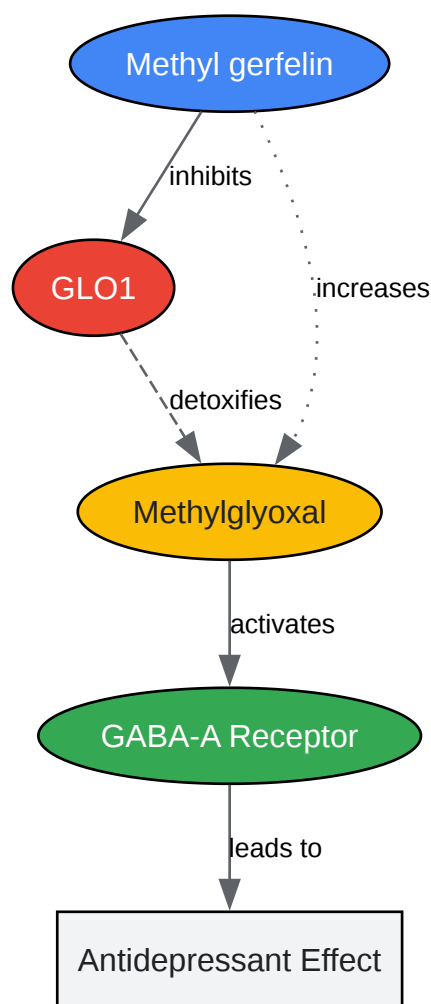 Methyl gerfelin
inhibits
GLO1
increases
detoxifies
Methylglyoxal
activates
GABA-A Receptor
leads to
Antidepressant Effect